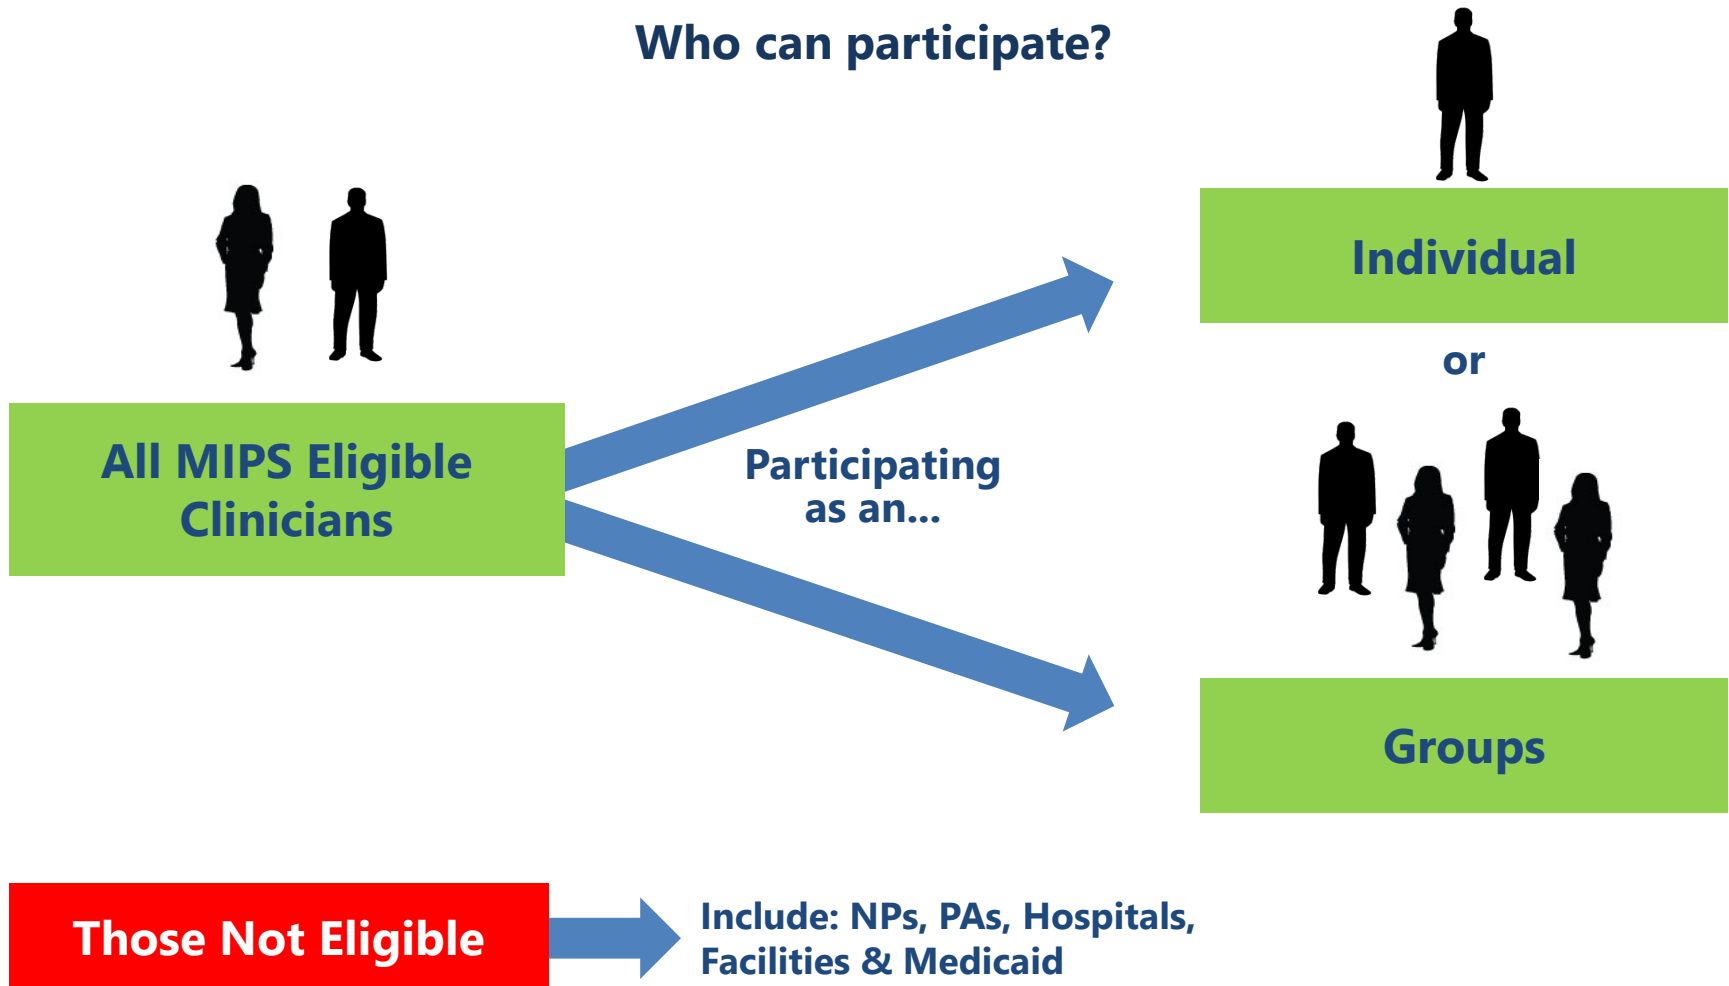 Who can participate?
All MIPS Eligible
Clinicians
Participating
as an...
Individual
or
Groups
Those Not Eligible
Include: NPs, PAs, Hospitals,
Facilities & Medicaid